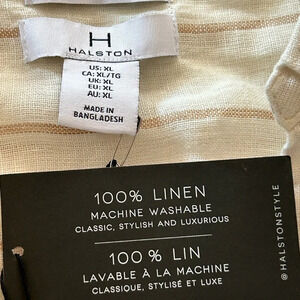 H
HALSTON
US: XL
CA: XL/TG
UK: XL
EU: XL
AU: XL
MADE IN
BANGLADESH
100% LINEN
MACHINE WASHABLE
CLASSIC, STYLISH AND LUXURIOUS
100% LIN
LAVABLE À LA MACHINE
CLASSIQUE, STYLISÉ ET LUXE
@HALSTONSTYLE